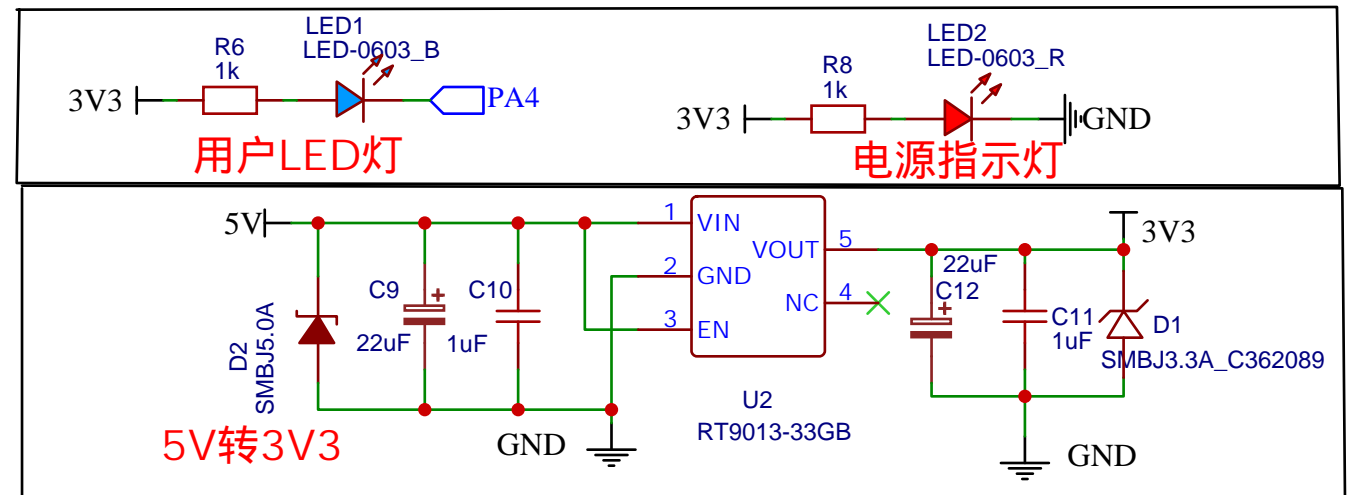 LED1
LED-0603_B
R6
1k
3V3
PA4
用户LED灯
LED2
LED-0603_R
R8
1k
3V3
GND
电源指示灯
5V
D2
SMBJ5.0A
C9
22uF
C10
1uF
1
VIN
2
GND
3
EN
VOUT
5
NC
4
U2
RT9013-33GB
22uF
C12
C11
1uF
3V3
D1
SMBJ3.3A_C362089
GND
GND
5V转3V3